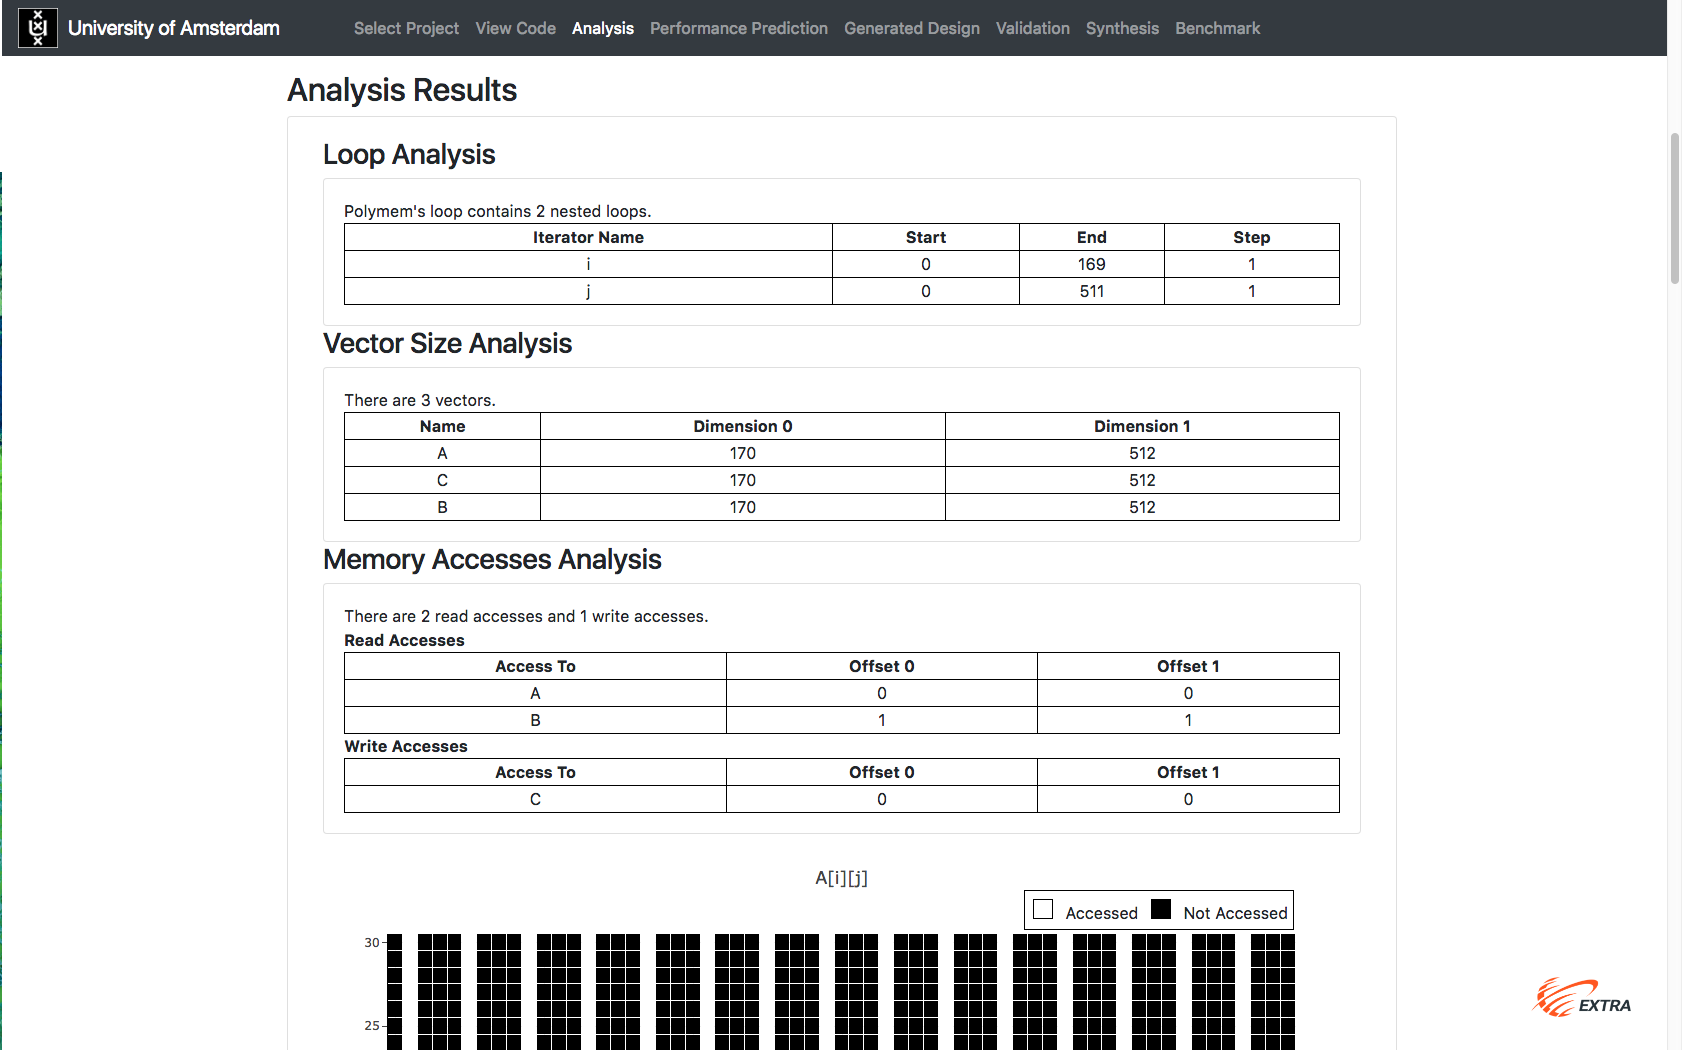 University of Amsterdam Select Project View Code Analysis Performance Prediction Generated Design Validation Synthesis Benchmark
Analysis Results
Loop Analysis
Polymem's loop contains 2 nested loops.
Iterator Name Start End Step
i 0 169 1
j 0 511 1
Vector Size Analysis
There are 3 vectors.
Name Dimension 0 Dimension 1
A 170 512
C 170 512
B 170 512
Memory Accesses Analysis
There are 2 read accesses and 1 write accesses.
Read Accesses
Access To Offset 0 Offset 1
A 0 0
B 1 1
Write Accesses
Access To Offset 0 Offset 1
C 0 0
A[i][j]
Accessed Not Accessed
30
25
EXTRA